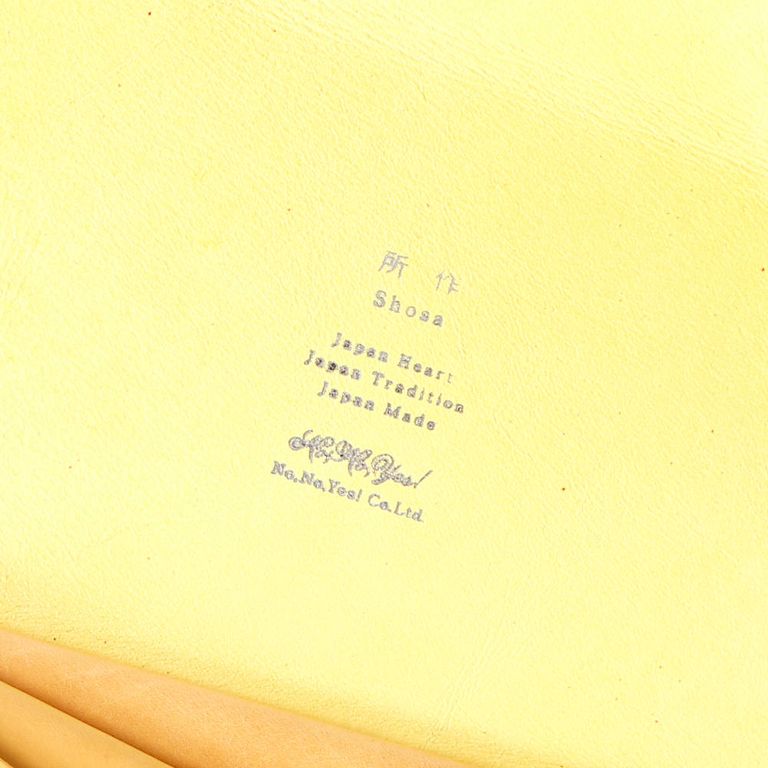 所作
Shosa
Japan Heart
Japan Tradition
Japan Made
No,No,Yes!
No,No,Yes! Co.Ltd.